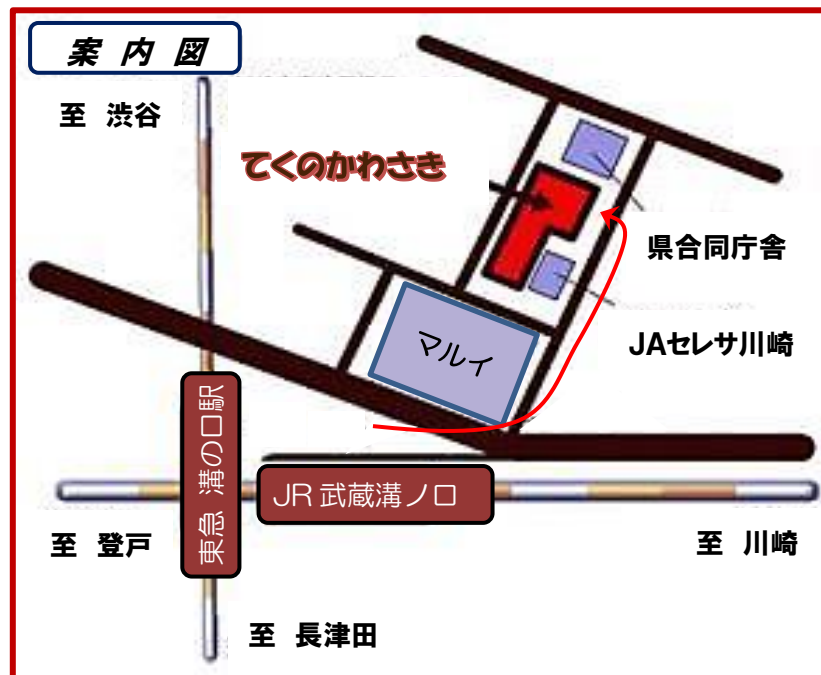 案 内 図
至 渋谷
てくのかわさき
県合同庁舎
JAセレサ川崎
マルイ
東急 溝の口駅
JR 武蔵溝ノ口
至 登戸
至 川崎
至 長津田